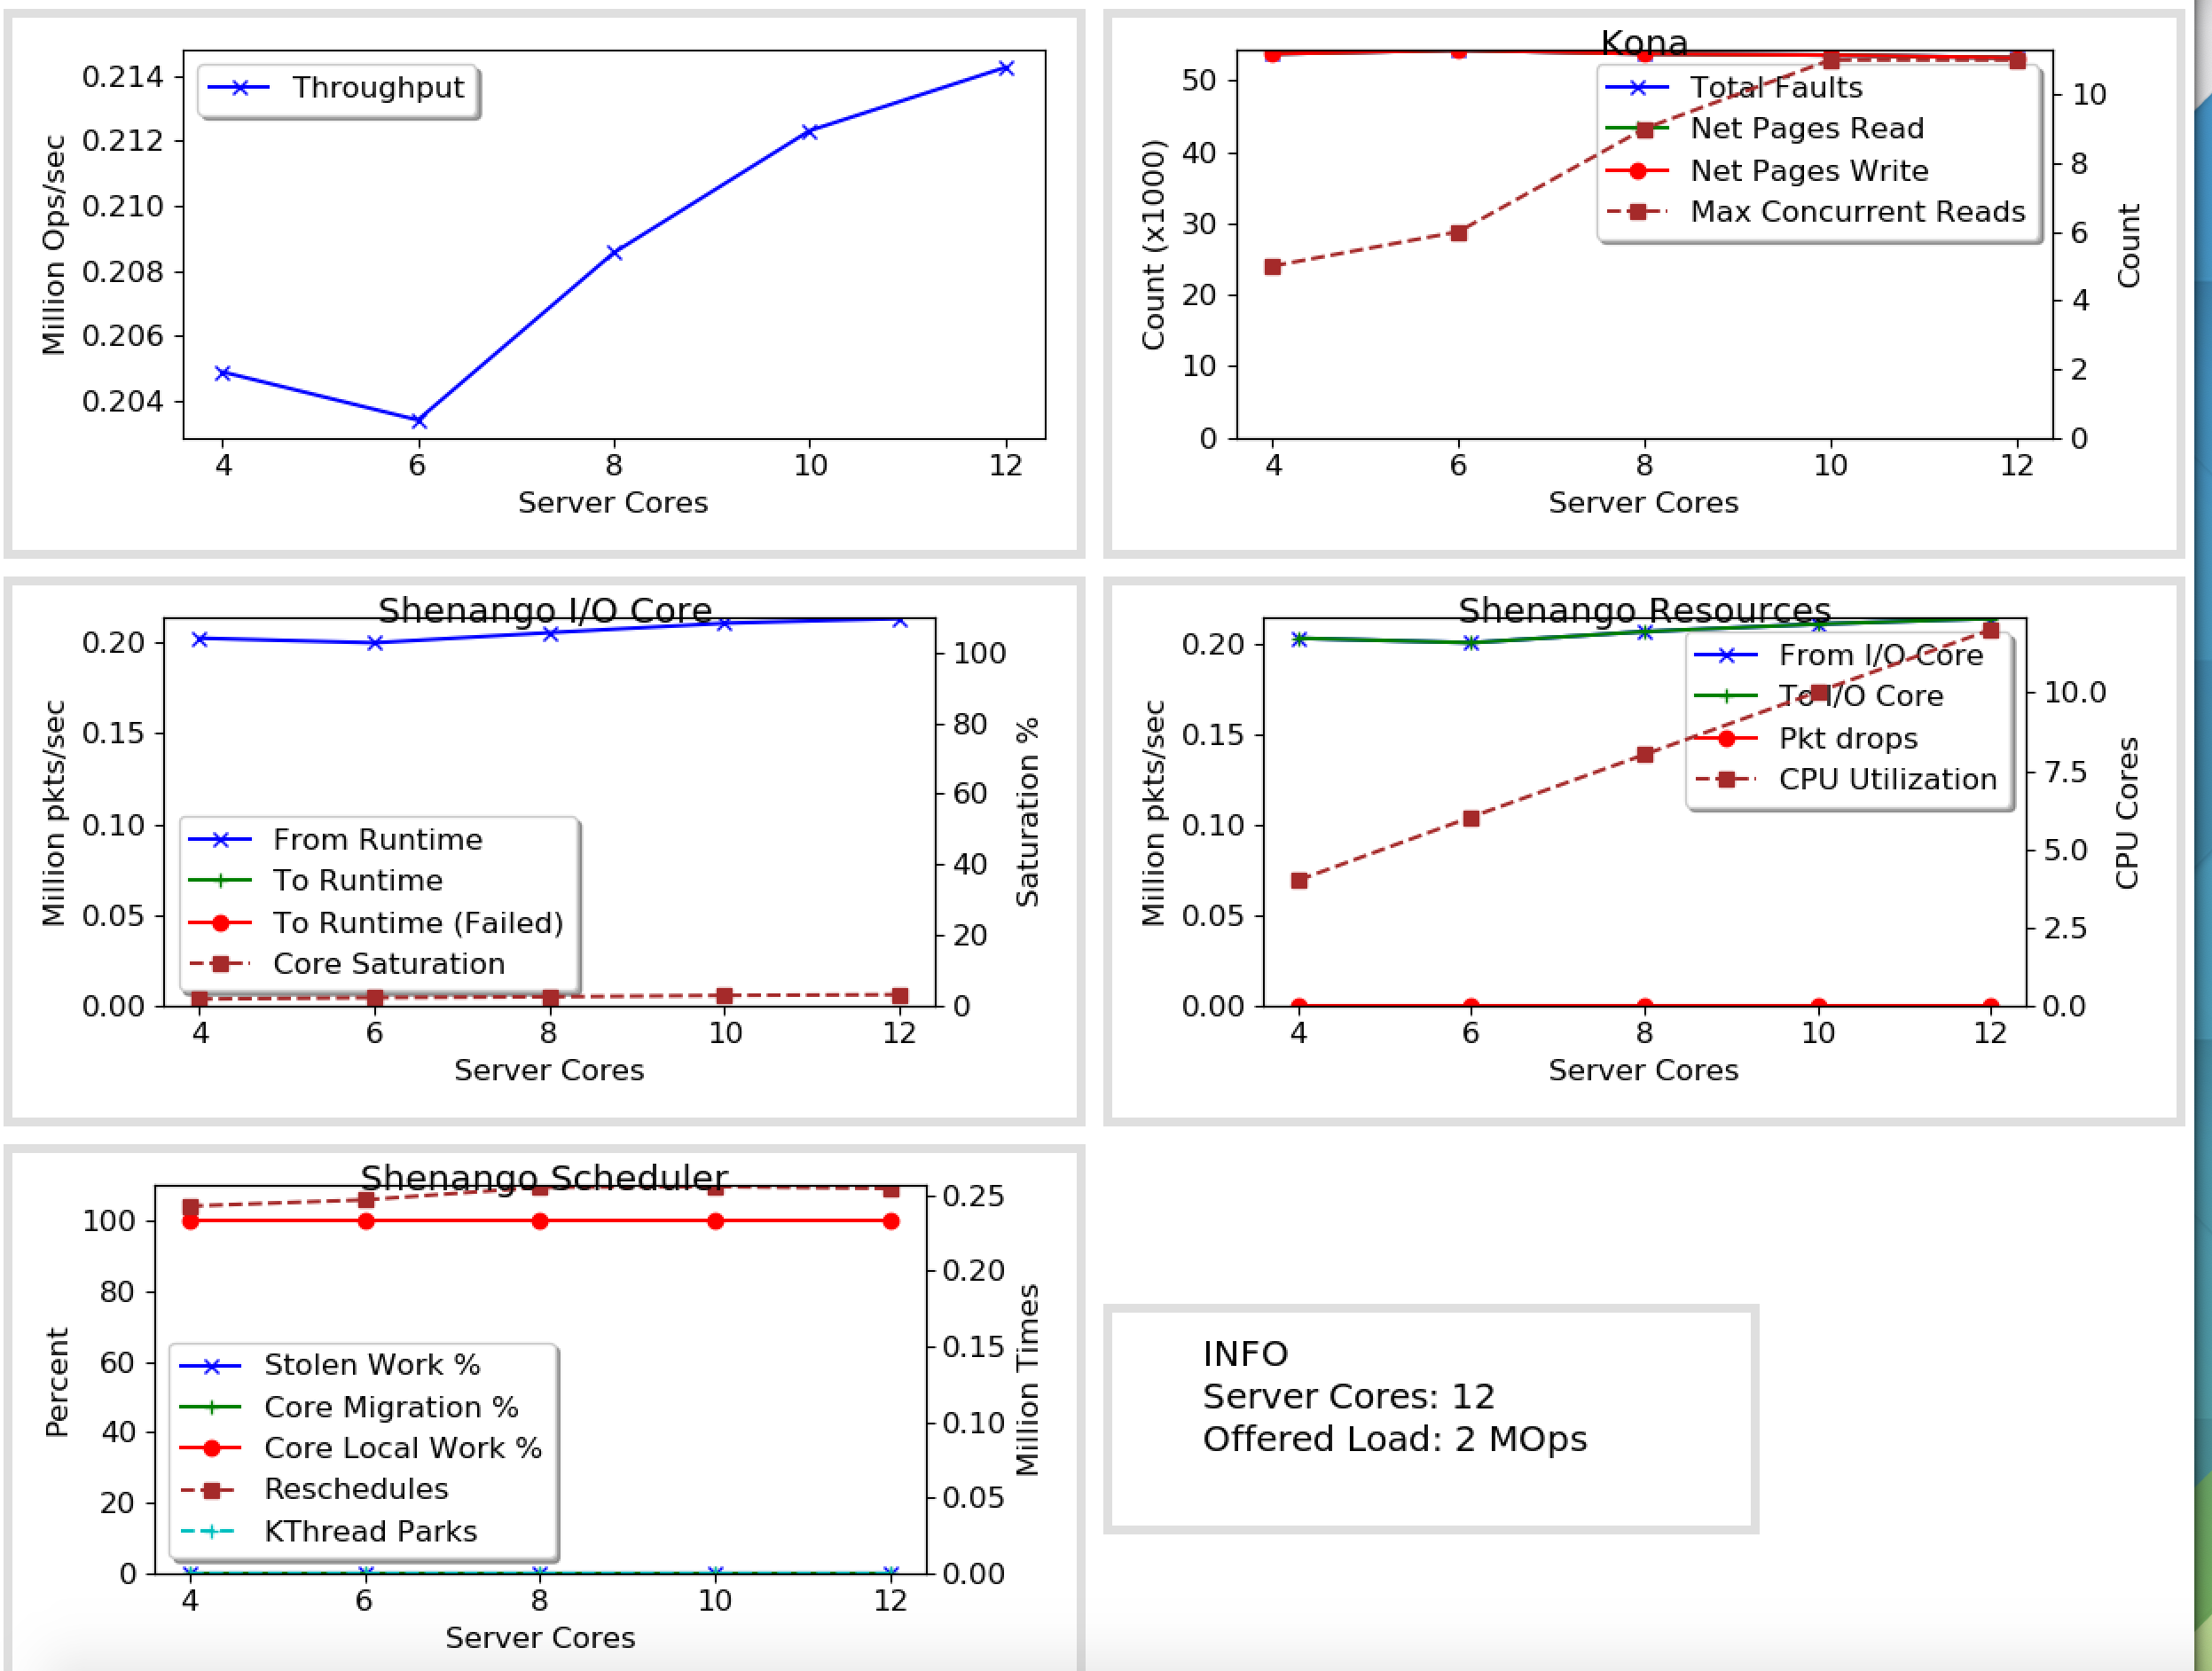 Throughput
0.214
0.212
0.210
0.208
0.206
0.204
Million Ops/sec
4 6 8 10 12
Server Cores
Kona
Total Faults
Net Pages Read
Net Pages Write
Max Concurrent Reads
50
40
30
20
10
0
Count (x1000)
10
8
6
4
2
0
Count
4 6 8 10 12
Server Cores
Shenango I/O Core
0.20
0.15
0.10
0.05
0.00
Million pkts/sec
From Runtime
To Runtime
To Runtime (Failed)
Core Saturation
100
80
60
40
20
0
Saturation %
4 6 8 10 12
Server Cores
Shenango Resources
0.20
0.15
0.10
0.05
0.00
Million pkts/sec
From I/O Core
To I/O Core
Pkt drops
CPU Utilization
10.0
7.5
5.0
2.5
0.0
CPU Cores
4 6 8 10 12
Server Cores
Shenango Scheduler
100
80
60
40
20
0
Percent
Stolen Work %
Core Migration %
Core Local Work %
Reschedules
KThread Parks
0.25
0.20
0.15
0.10
0.05
0.00
Million Times
4 6 8 10 12
Server Cores
INFO
Server Cores: 12
Offered Load: 2 MOps